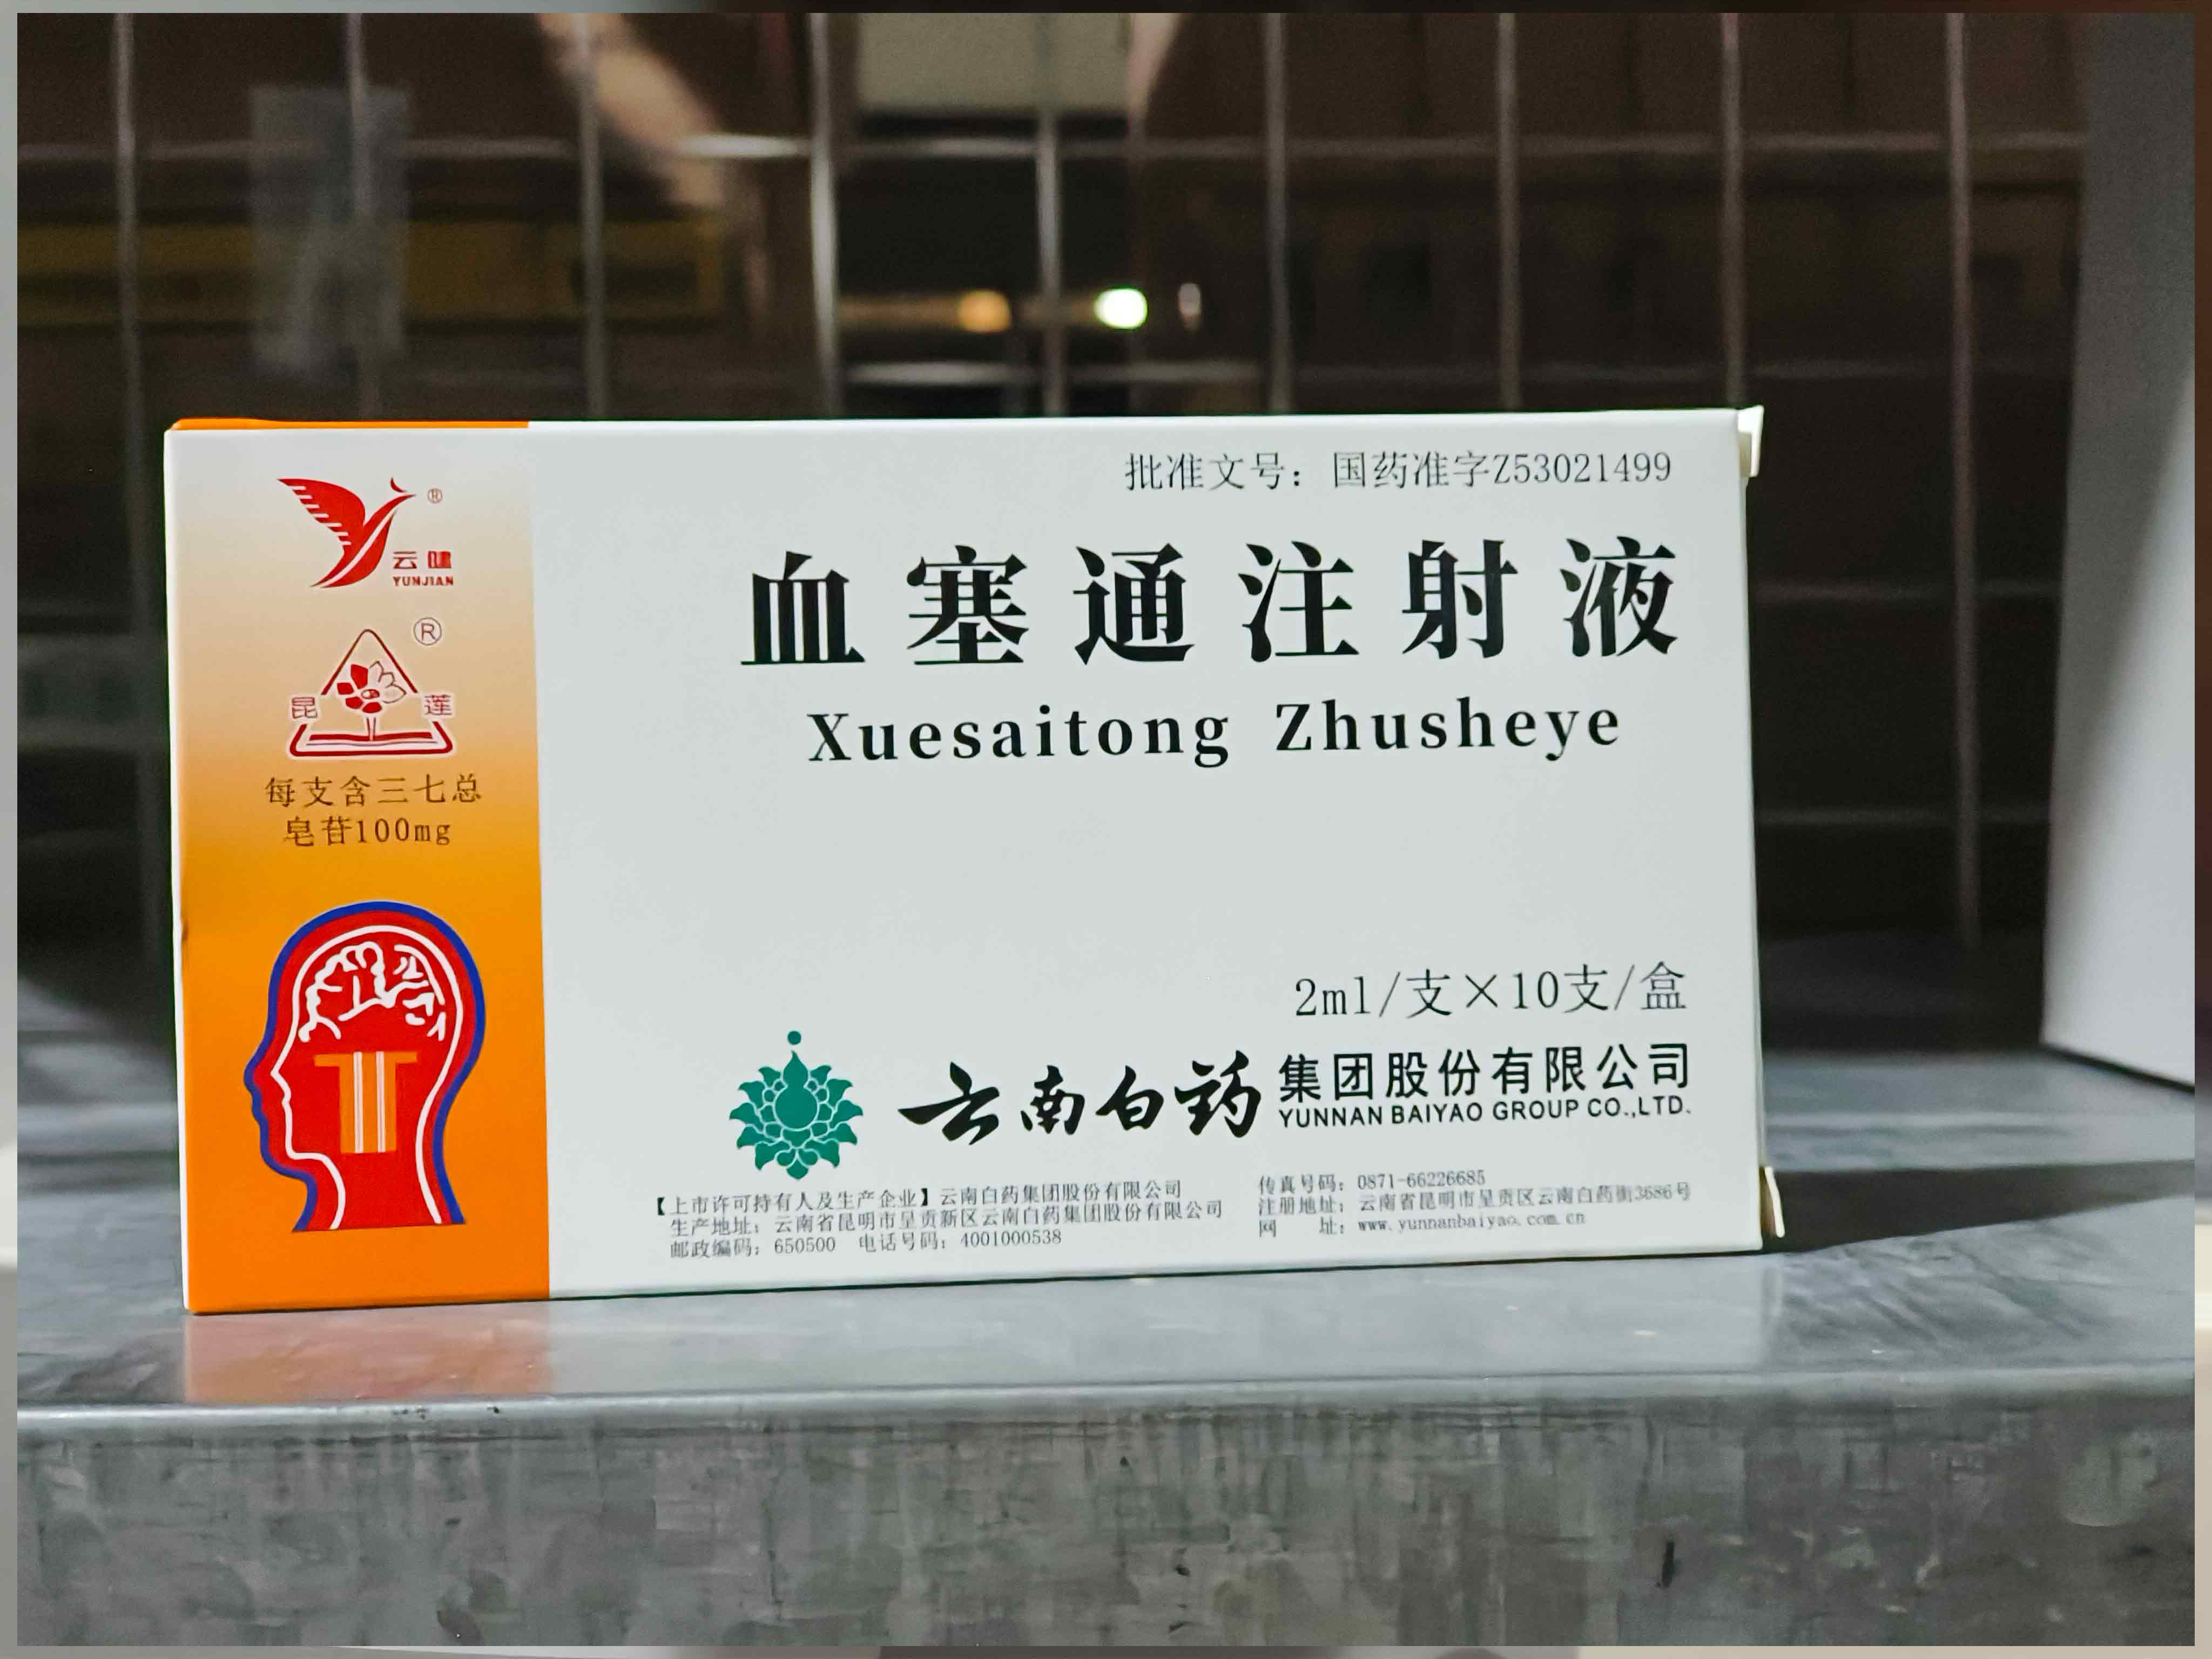 批准文号：国药准字Z53021499
血塞通注射液
Xuesaitong Zhusheye
云健
YUNJIAN
®
®
昆 莲
每支含三七总
皂苷100mg
2ml/支×10支/盒
云南白药 集团股份有限公司
YUNNAN BAIYAO GROUP CO.,LTD.
【上市许可持有人及生产企业】云南白药集团股份有限公司
生产地址：云南省昆明市呈贡新区云南白药集团股份有限公司
邮政编码：650500 电话号码：4001000538
传真号码：0871-66226685
注册地址：云南省昆明市呈贡区云南白药街3686号
网 址：www.yunnanbaiyao.com.cn